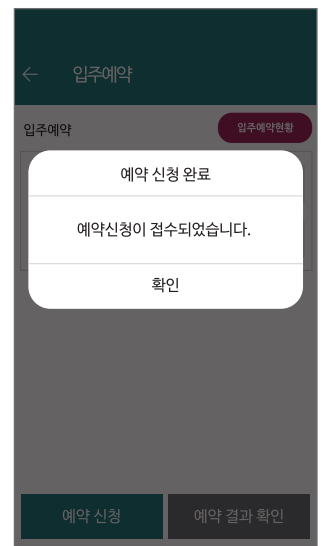 ← 입주예약
입주예약
입주예약현황
예약 신청 완료
예약신청이 접수되었습니다.
확인
예약 신청
예약 결과 확인